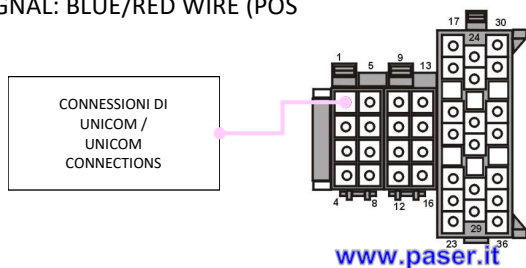 GNAL: BLUE/RED WIRE (POS
17 30
24
1 9
5 13
CONNESSIONI DI
UNICOM /
UNICOM
CONNECTIONS
4 8 12 16
29
23 36
www.paser.it